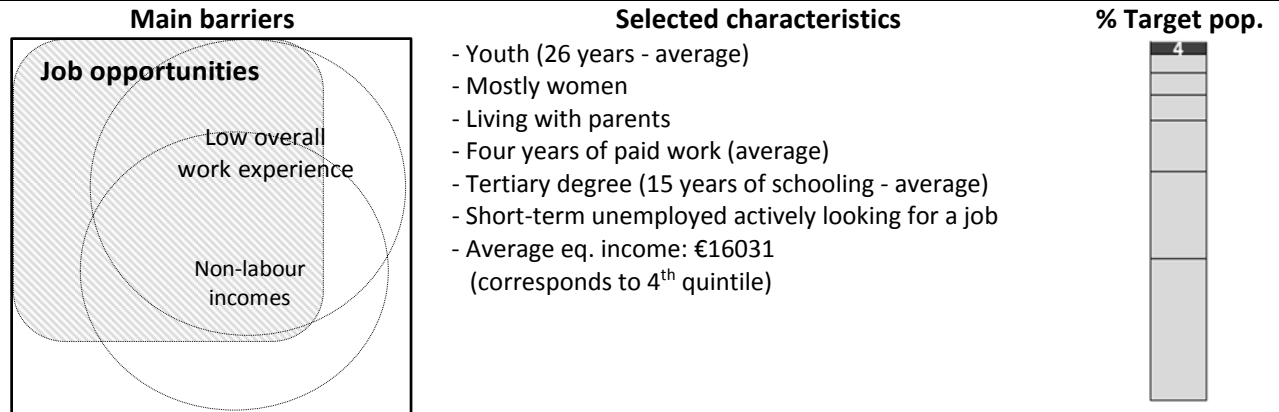 Main barriers
Job opportunities
Low overall
work experience
Non-labour
incomes
Selected characteristics
- Youth (26 years - average)
- Mostly women
- Living with parents
- Four years of paid work (average)
- Tertiary degree (15 years of schooling - average)
- Short-term unemployed actively looking for a job
- Average eq. income: €16031
(corresponds to 4th quintile)
% Target pop.
4